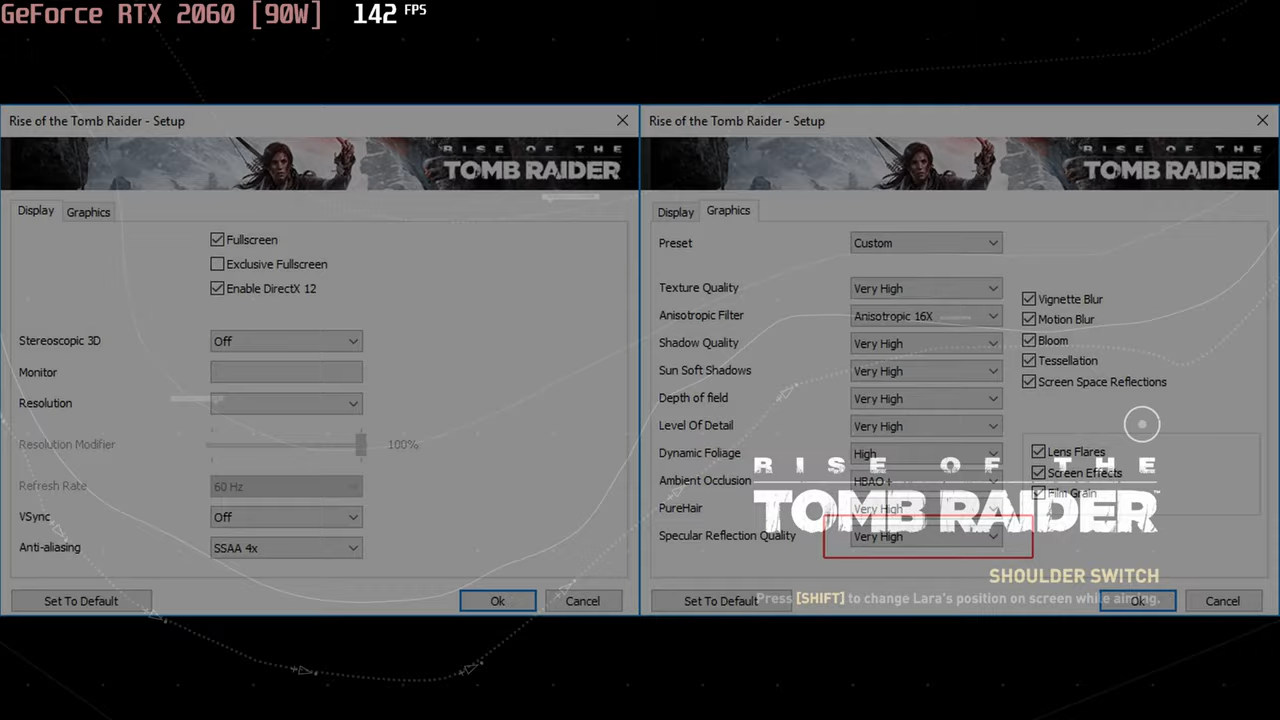 GeForce RTX 2060 [90W] 142 FPS
Rise of the Tomb Raider - Setup
RISE OF THE
TOMB RAIDER
Display Graphics
Fullscreen
Exclusive Fullscreen
Enable DirectX 12
Stereoscopic 3D Off
Monitor
Resolution
Resolution Modifier 100%
Refresh Rate 60 Hz
VSync Off
Anti-aliasing SSAA 4x
Set To Default Ok Cancel
Rise of the Tomb Raider - Setup
RISE OF THE
TOMB RAIDER
Display Graphics
Preset Custom
Texture Quality Very High
Anisotropic Filter Anisotropic 16X
Shadow Quality Very High
Sun Soft Shadows Very High
Depth of field Very High
Level Of Detail Very High
Dynamic Foliage High
Ambient Occlusion HBAO+
PureHair Very High
Specular Reflection Quality Very High
Vignette Blur
Motion Blur
Bloom
Tessellation
Screen Space Reflections
Lens Flares
Screen Effects
Film Grain
Set To Default Ok Cancel
RISE OF THE
TOMB RAIDER™
SHOULDER SWITCH
Press [SHIFT] to change Lara's position on screen while aiming.